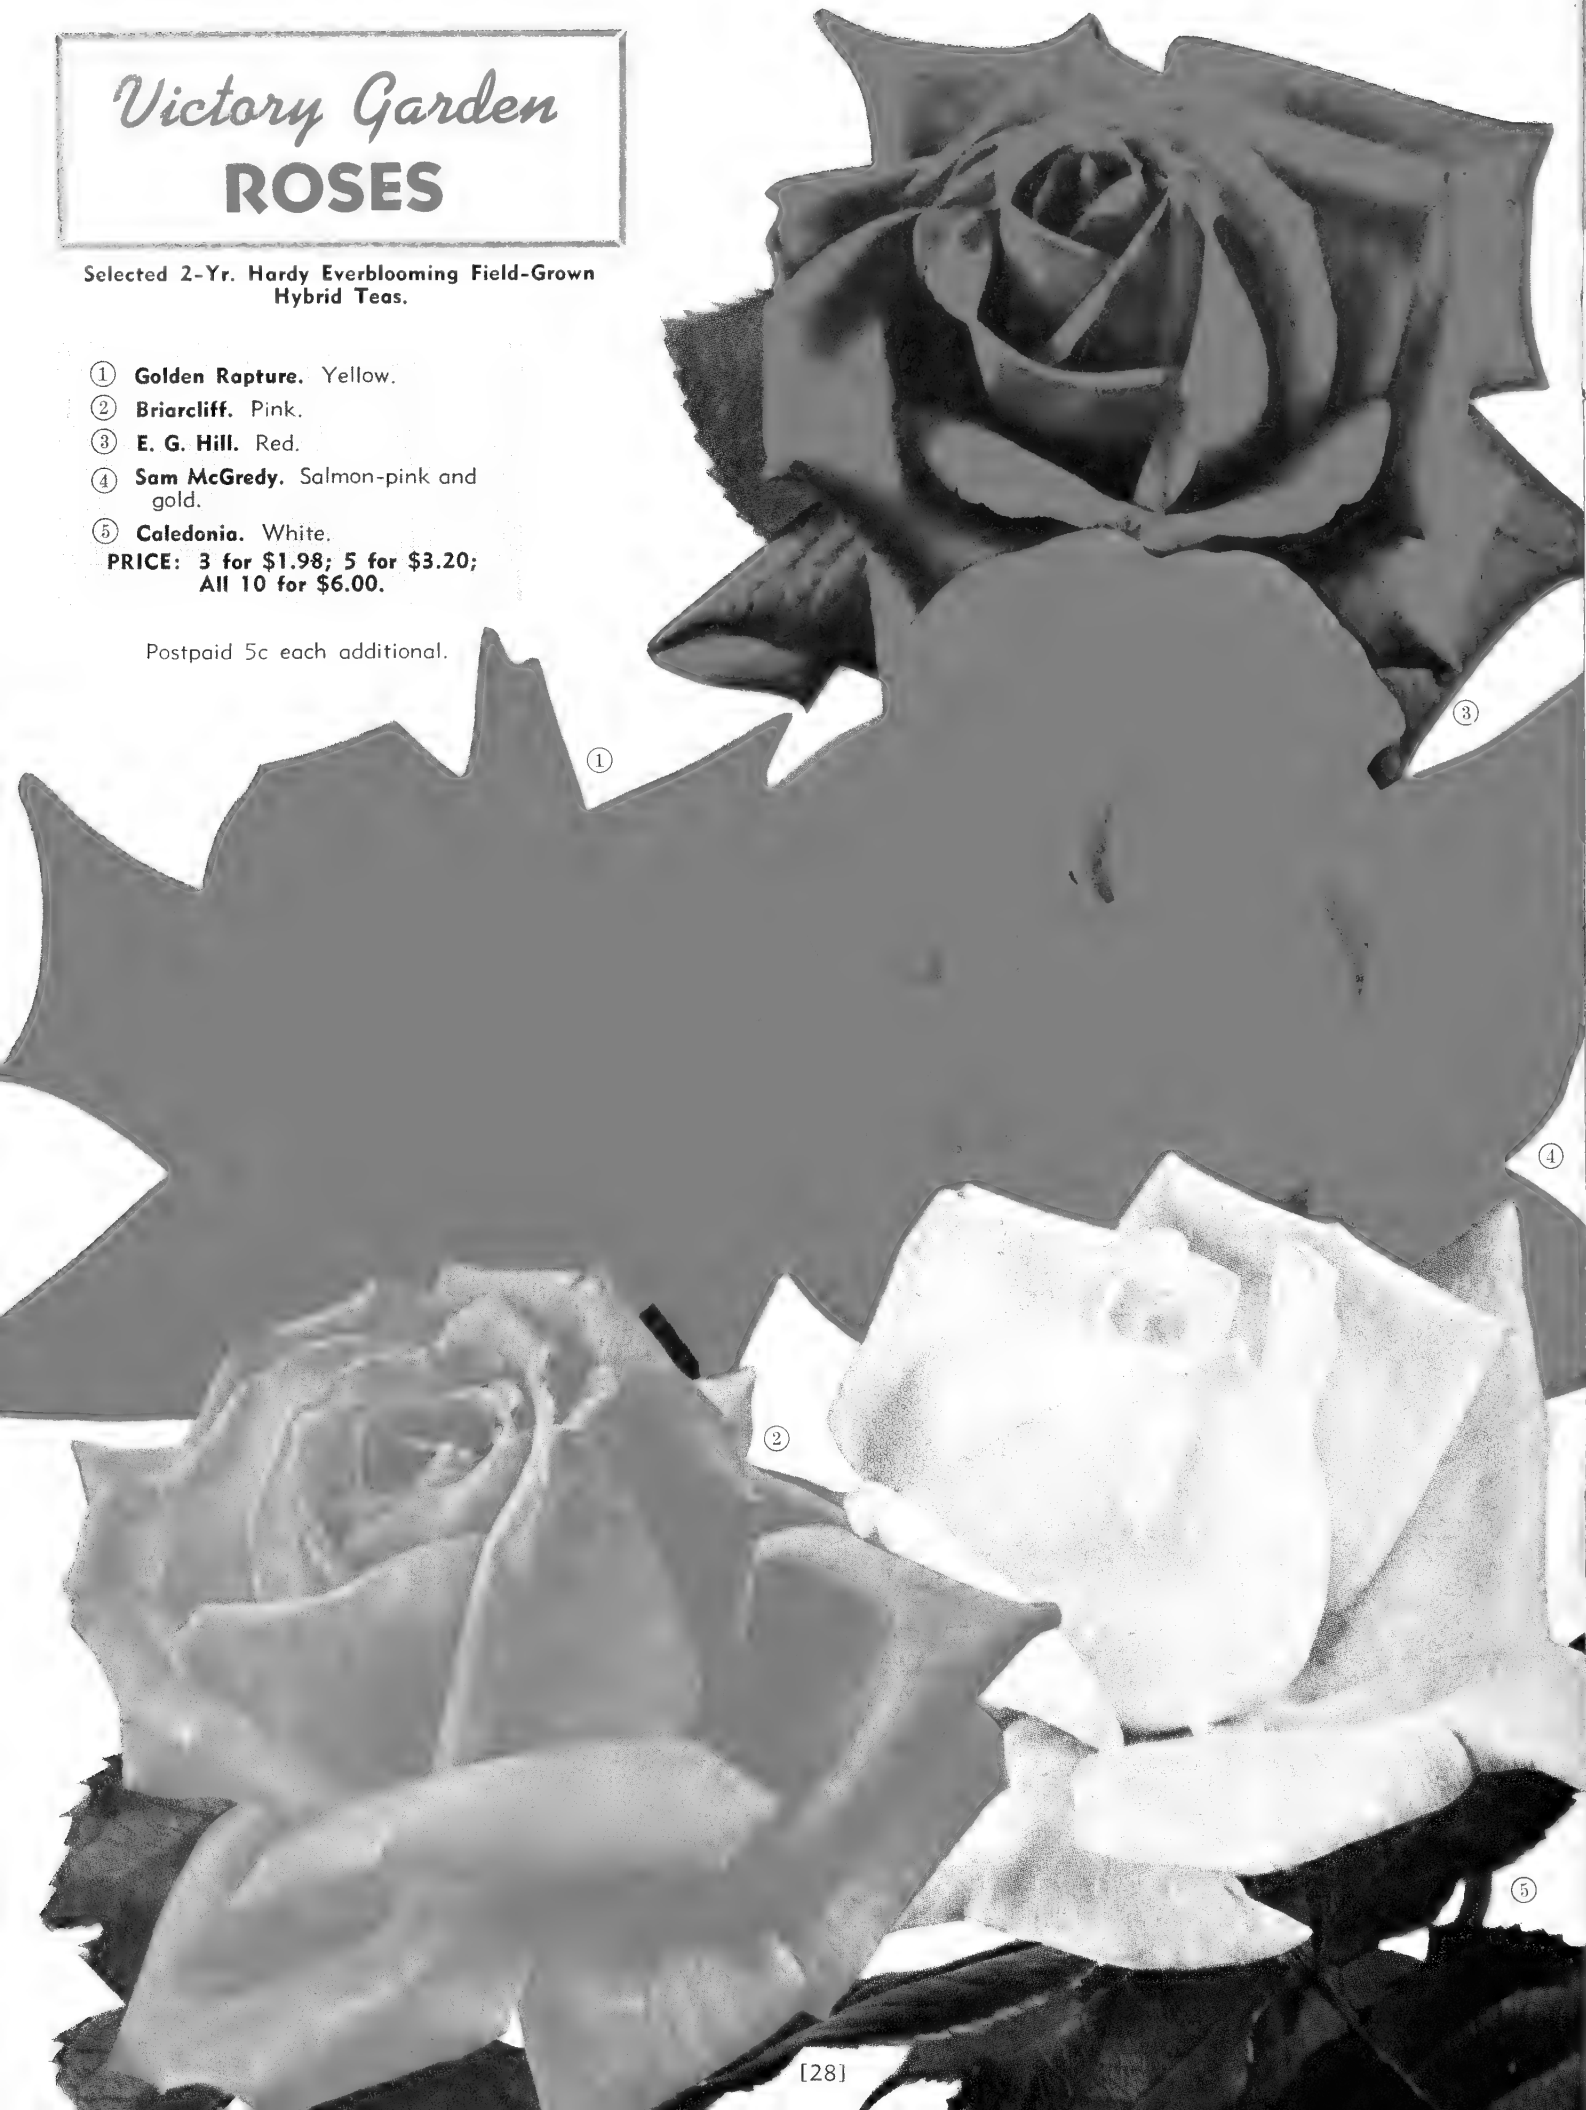 Victory Garden
ROSES
Selected 2-Yr. Hardy Everblooming Field-Grown
Hybrid Teas.
① Golden Rapture. Yellow.
② Briarcliff. Pink.
③ E. G. Hill. Red.
④ Sam McGredy. Salmon-pink and
gold.
⑤ Caledonia. White.
PRICE: 3 for $1.98; 5 for $3.20;
All 10 for $6.00.
Postpaid 5c each additional.
③
①
④
②
⑤
[28]